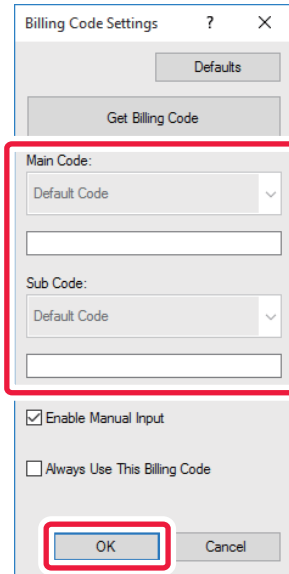 Billing Code Settings ?
Defaults
Get Billing Code
Main Code:
Default Code
Sub Code:
Default Code
Enable Manual Input
Always Use This Billing Code
OK Cancel